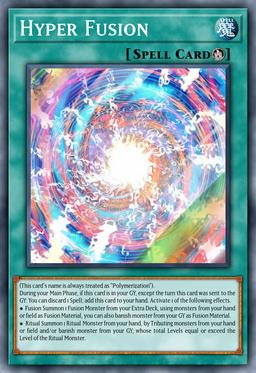 Hyper Fusion
[Spell Card]
(This card's name is always treated as "Polymerization").
During your Main Phase, if this card is in your GY, except the turn this card was sent to the
GY: You can discard 1 Spell; add this card to your hand. Activate 1 of the following effects.
● Fusion Summon 1 Fusion Monster from your Extra Deck, using monsters from your hand
or field as Fusion Material, you can also banish monster from your GY as Fusion Material.
● Ritual Summon 1 Ritual Monster from your hand, by Tributing monsters from your hand
or field and/or banish monster from your GY, whose total Levels equal or exceed the
Level of the Ritual Monster.